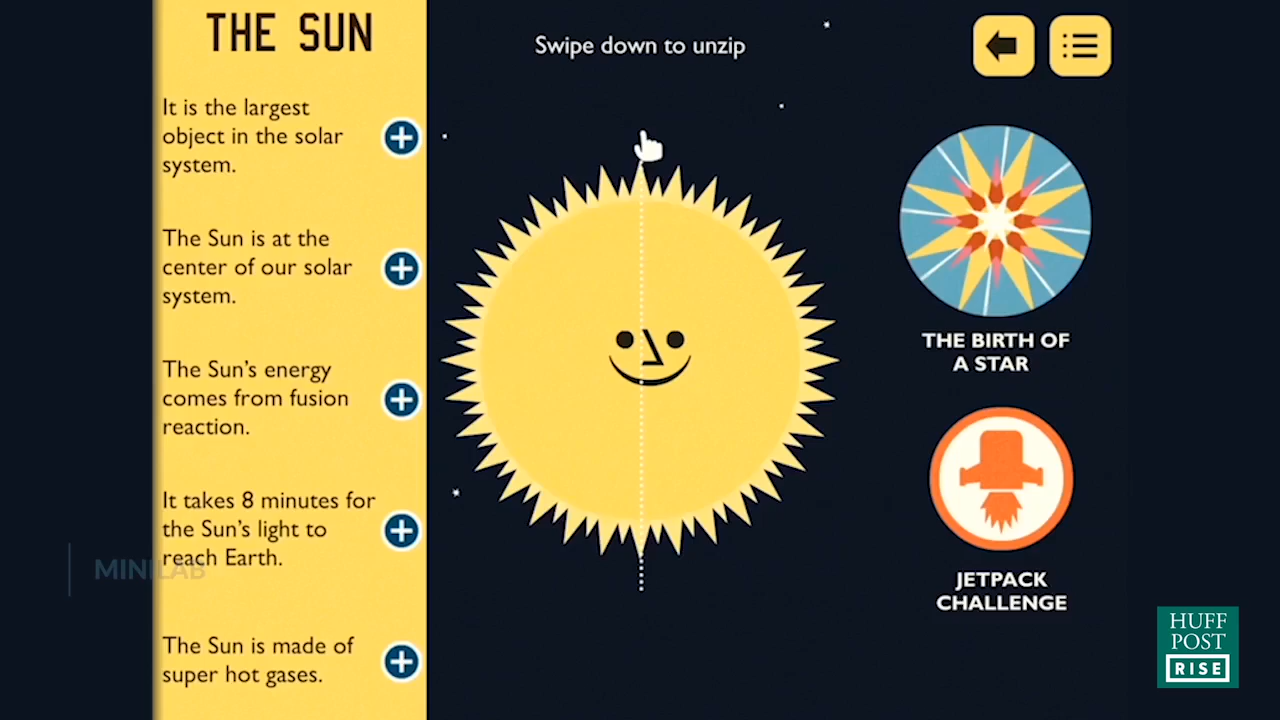 THE SUN
It is the largest
object in the solar
system.
The Sun is at the
center of our solar
system.
The Sun's energy
comes from fusion
reaction.
It takes 8 minutes for
the Sun's light to
reach Earth.
The Sun is made of
super hot gases.
MINILAB
Swipe down to unzip
THE BIRTH OF
A STAR
JETPACK
CHALLENGE
HUFF
POST
RISE